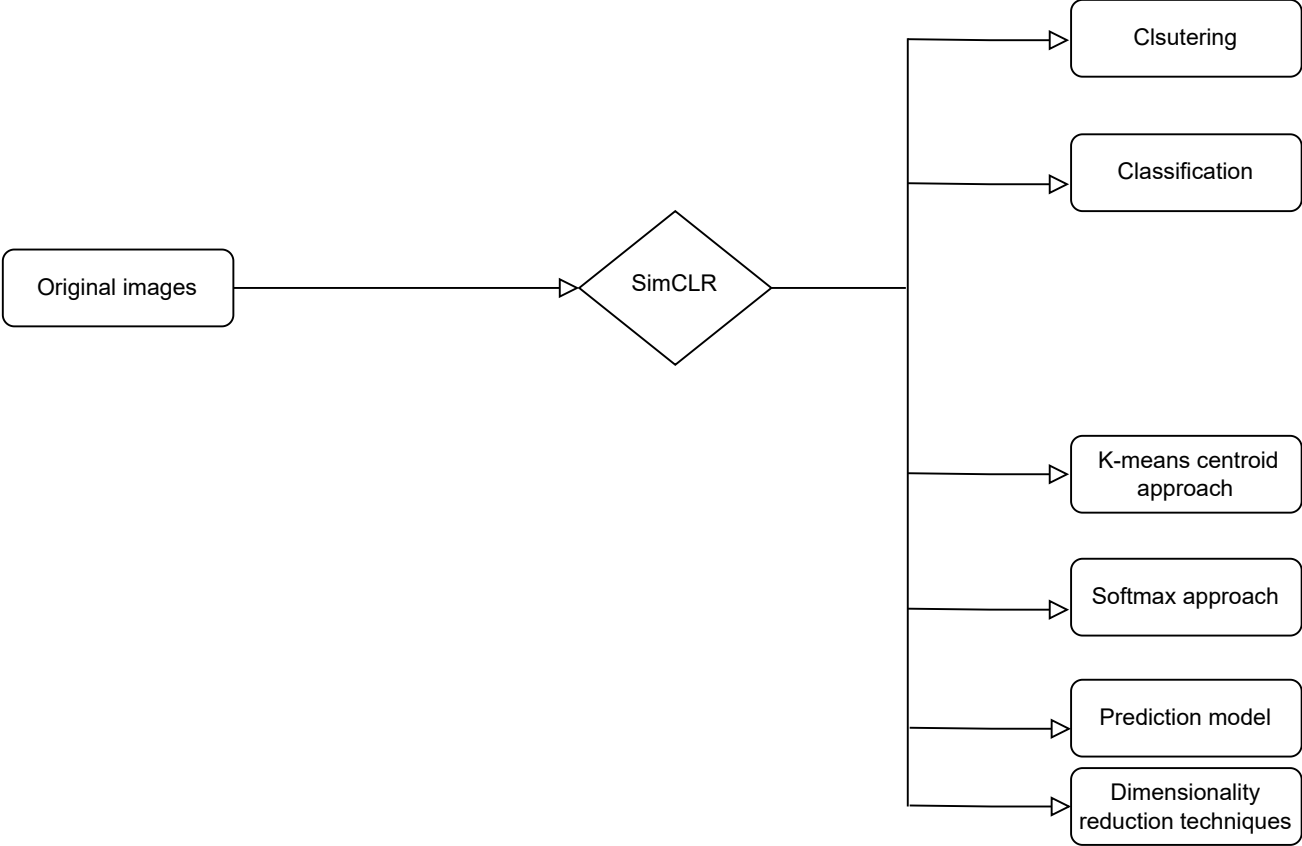 Clsutering
Classification
Original images
SimCLR
K-means centroid
approach
Softmax approach
Prediction model
Dimensionality
reduction techniques